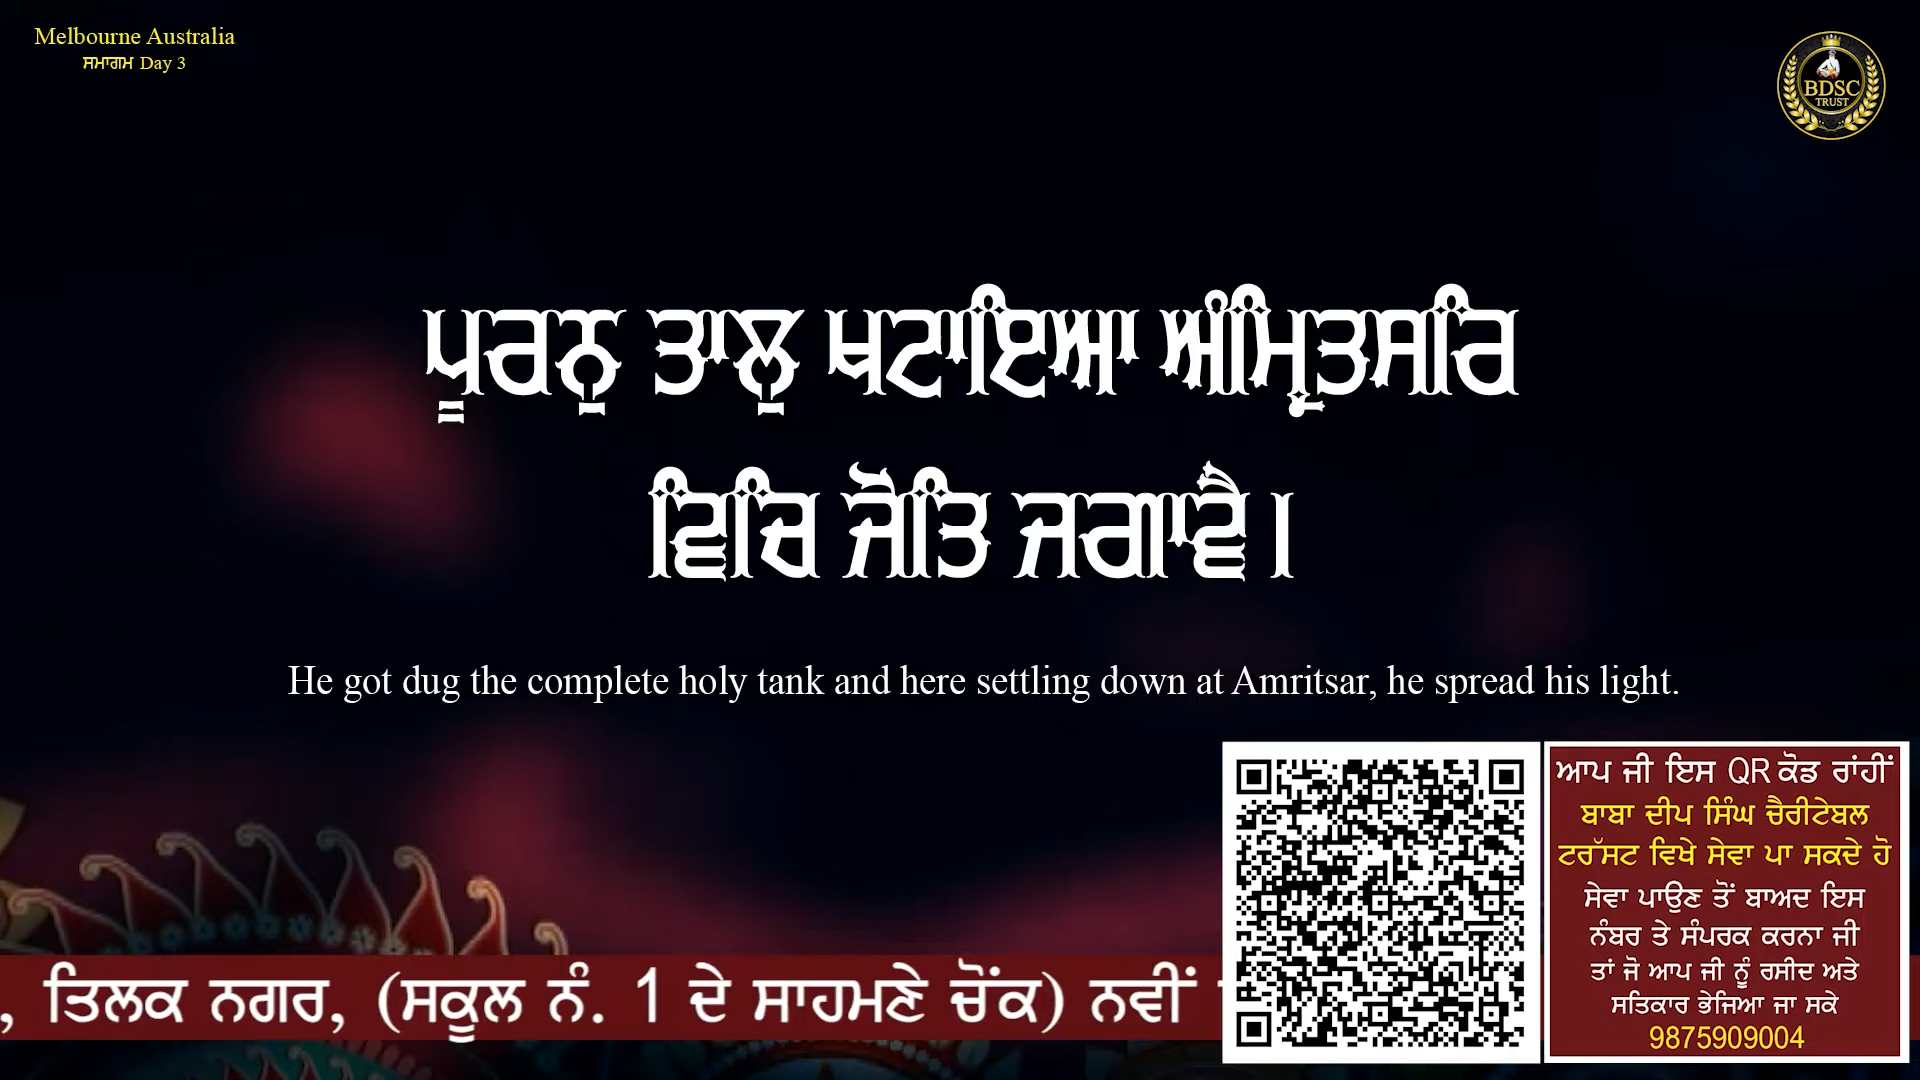 Melbourne Australia
ਸਮਾਗਮ Day 3
BDSC
TRUST
ਪੂਰਨੁ ਤਾਲੁ ਖਟਾਇਆ ਅੰਮ੍ਰਿਤਸਰਿ
ਵਿਚਿ ਜੋਤਿ ਜਗਾਵੈ।
He got dug the complete holy tank and here settling down at Amritsar, he spread his light.
ਆਪ ਜੀ ਇਸ QR ਕੋਡ ਰਾਂਹੀਂ
ਬਾਬਾ ਦੀਪ ਸਿੰਘ ਚੈਰੀਟੇਬਲ
ਟਰੱਸਟ ਵਿਖੇ ਸੇਵਾ ਪਾ ਸਕਦੇ ਹੋ
ਸੇਵਾ ਪਾਉਣ ਤੋਂ ਬਾਅਦ ਇਸ
ਨੰਬਰ ਤੇ ਸੰਪਰਕ ਕਰਨਾ ਜੀ
ਤਾਂ ਜੋ ਆਪ ਜੀ ਨੂੰ ਰਸੀਦ ਅਤੇ
ਸਤਿਕਾਰ ਭੇਜਿਆ ਜਾ ਸਕੇ
9875909004
, ਤਿਲਕ ਨਗਰ, (ਸਕੂਲ ਨੰ. 1 ਦੇ ਸਾਹਮਣੇ ਚੋਂਕ) ਨਵੀਂ